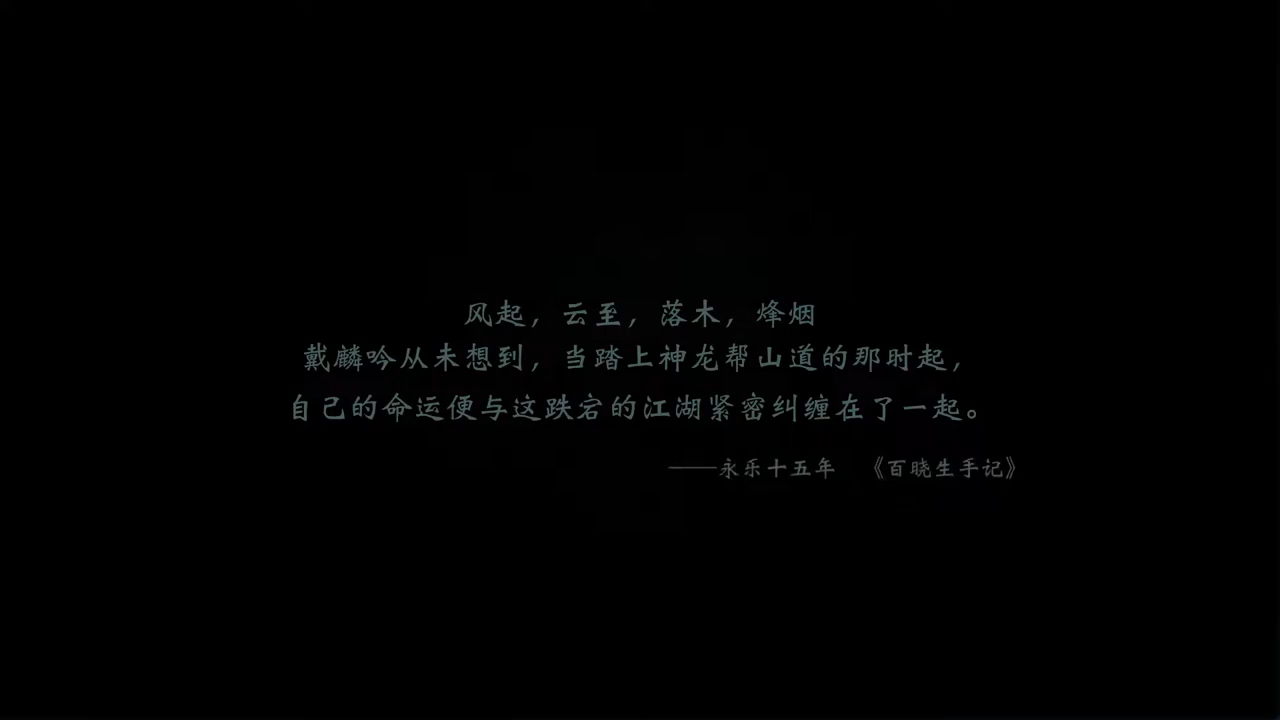 风起，云至，落木，烽烟
戴麟吟从未想到，当踏上神龙帮山道的那时起，
自己的命运便与这跌宕的江湖紧密纠缠在了一起。
——永乐十五年　《百晓生手记》